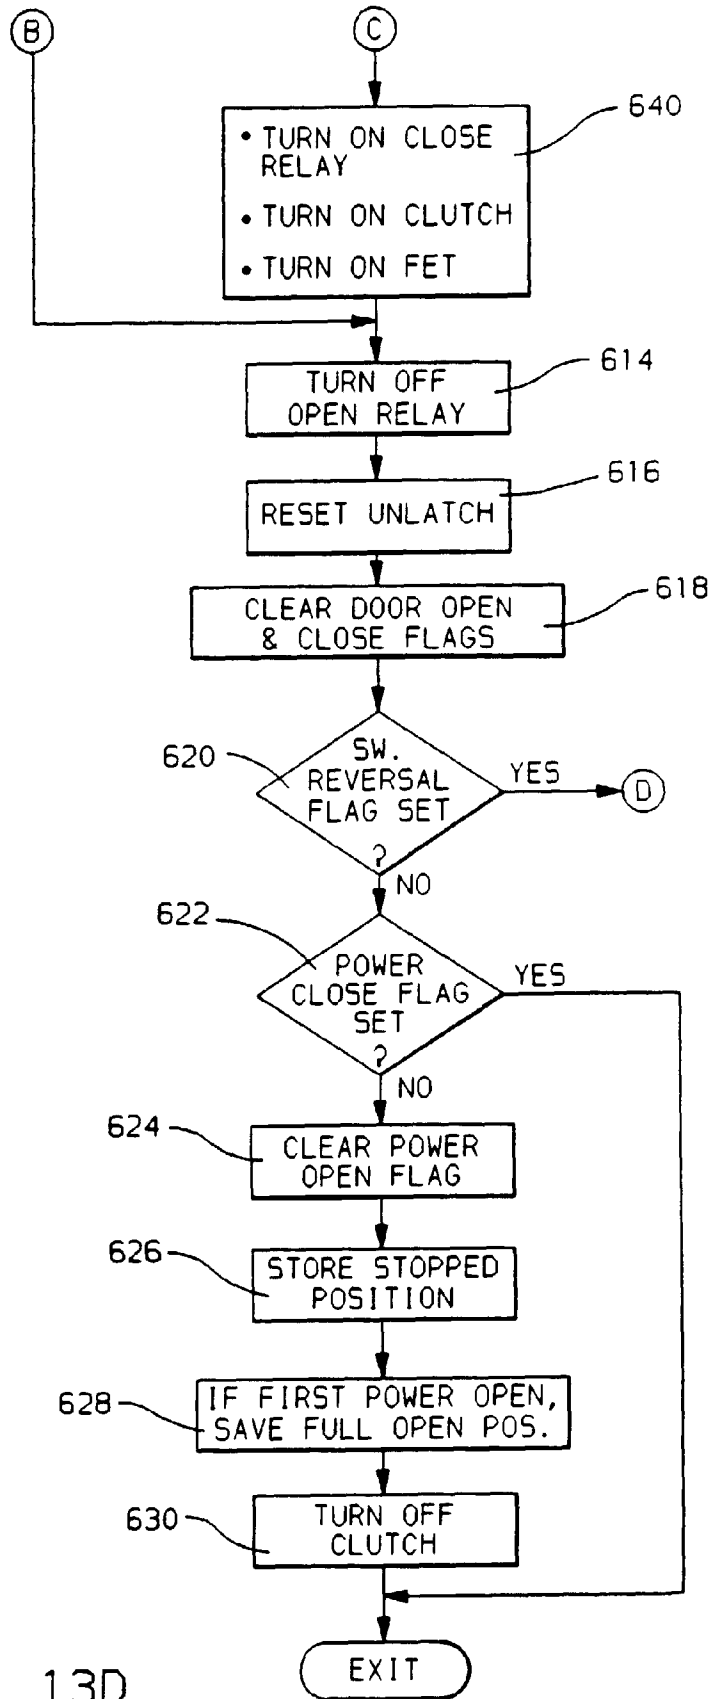 B
C
640
• TURN ON CLOSE
RELAY
• TURN ON CLUTCH
• TURN ON FET
614
TURN OFF
OPEN RELAY
616
RESET UNLATCH
618
CLEAR DOOR OPEN
& CLOSE FLAGS
620
SW.
REVERSAL
FLAG SET
?
YES
D
NO
622
POWER
CLOSE FLAG
SET
?
YES
NO
624
CLEAR POWER
OPEN FLAG
626
STORE STOPPED
POSITION
628
IF FIRST POWER OPEN,
SAVE FULL OPEN POS.
630
TURN OFF
CLUTCH
EXIT
13D